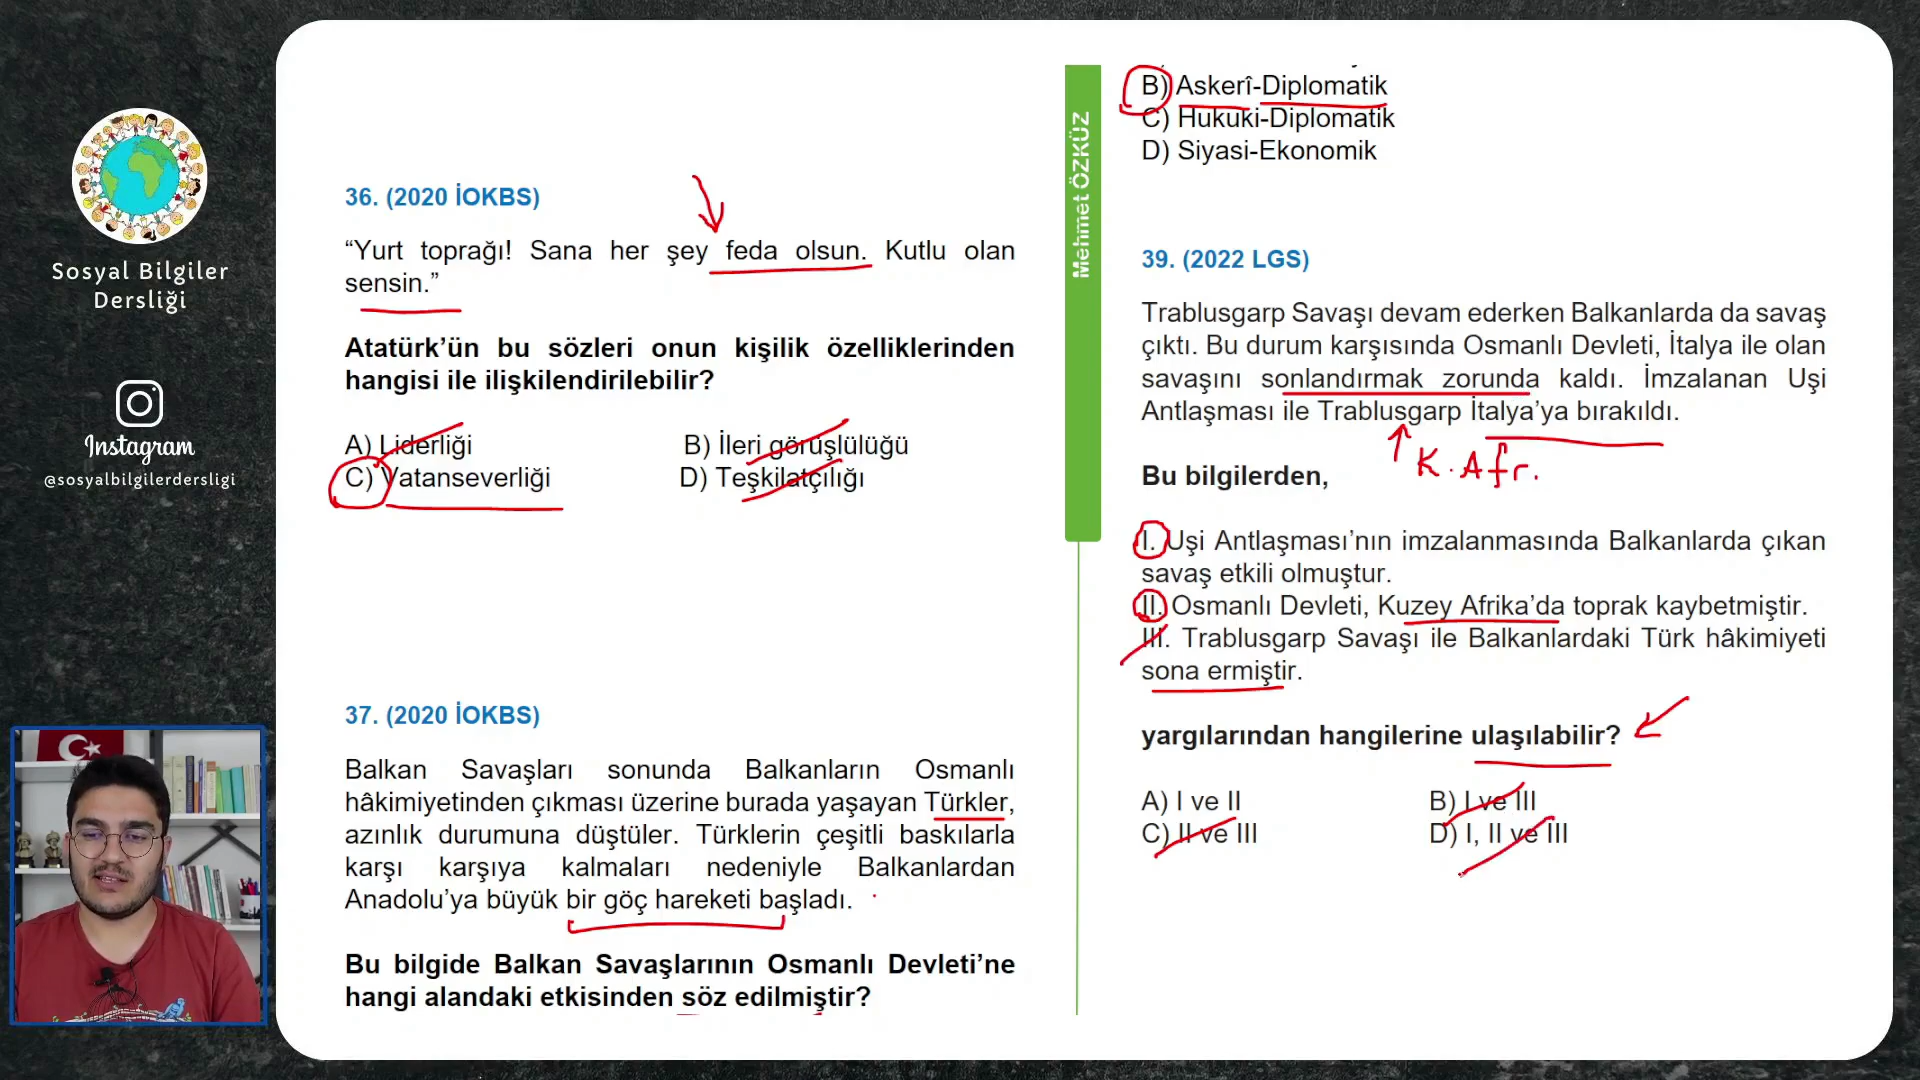 Sosyal Bilgiler
Dersliği
Instagram
@sosyalbilgilerdersligi
36. (2020 İOKBS)
“Yurt toprağı! Sana her şey feda olsun. Kutlu olan
sensin.”
Atatürk’ün bu sözleri onun kişilik özelliklerinden
hangisi ile ilişkilendirilebilir?
A) Liderliği B) İleri görüşlülüğü
C) Vatanseverliği D) Teşkilatçılığı
37. (2020 İOKBS)
Balkan Savaşları sonunda Balkanların Osmanlı
hâkimiyetinden çıkması üzerine burada yaşayan Türkler,
azınlık durumuna düştüler. Türklerin çeşitli baskılarla
karşı karşıya kalmaları nedeniyle Balkanlardan
Anadolu’ya büyük bir göç hareketi başladı.
Bu bilgide Balkan Savaşlarının Osmanlı Devleti’ne
hangi alandaki etkisinden söz edilmiştir?
Mehmet ÖZKÜZ
B) Askerî-Diplomatik
C) Hukuki-Diplomatik
D) Siyasi-Ekonomik
39. (2022 LGS)
Trablusgarp Savaşı devam ederken Balkanlarda da savaş
çıktı. Bu durum karşısında Osmanlı Devleti, İtalya ile olan
savaşını sonlandırmak zorunda kaldı. İmzalanan Uşi
Antlaşması ile Trablusgarp İtalya’ya bırakıldı.
K. Afr.
Bu bilgilerden,
I. Uşi Antlaşması’nın imzalanmasında Balkanlarda çıkan
savaş etkili olmuştur.
II. Osmanlı Devleti, Kuzey Afrika’da toprak kaybetmiştir.
III. Trablusgarp Savaşı ile Balkanlardaki Türk hâkimiyeti
sona ermiştir.
yargılarından hangilerine ulaşılabilir?
A) I ve II B) I ve III
C) II ve III D) I, II ve III